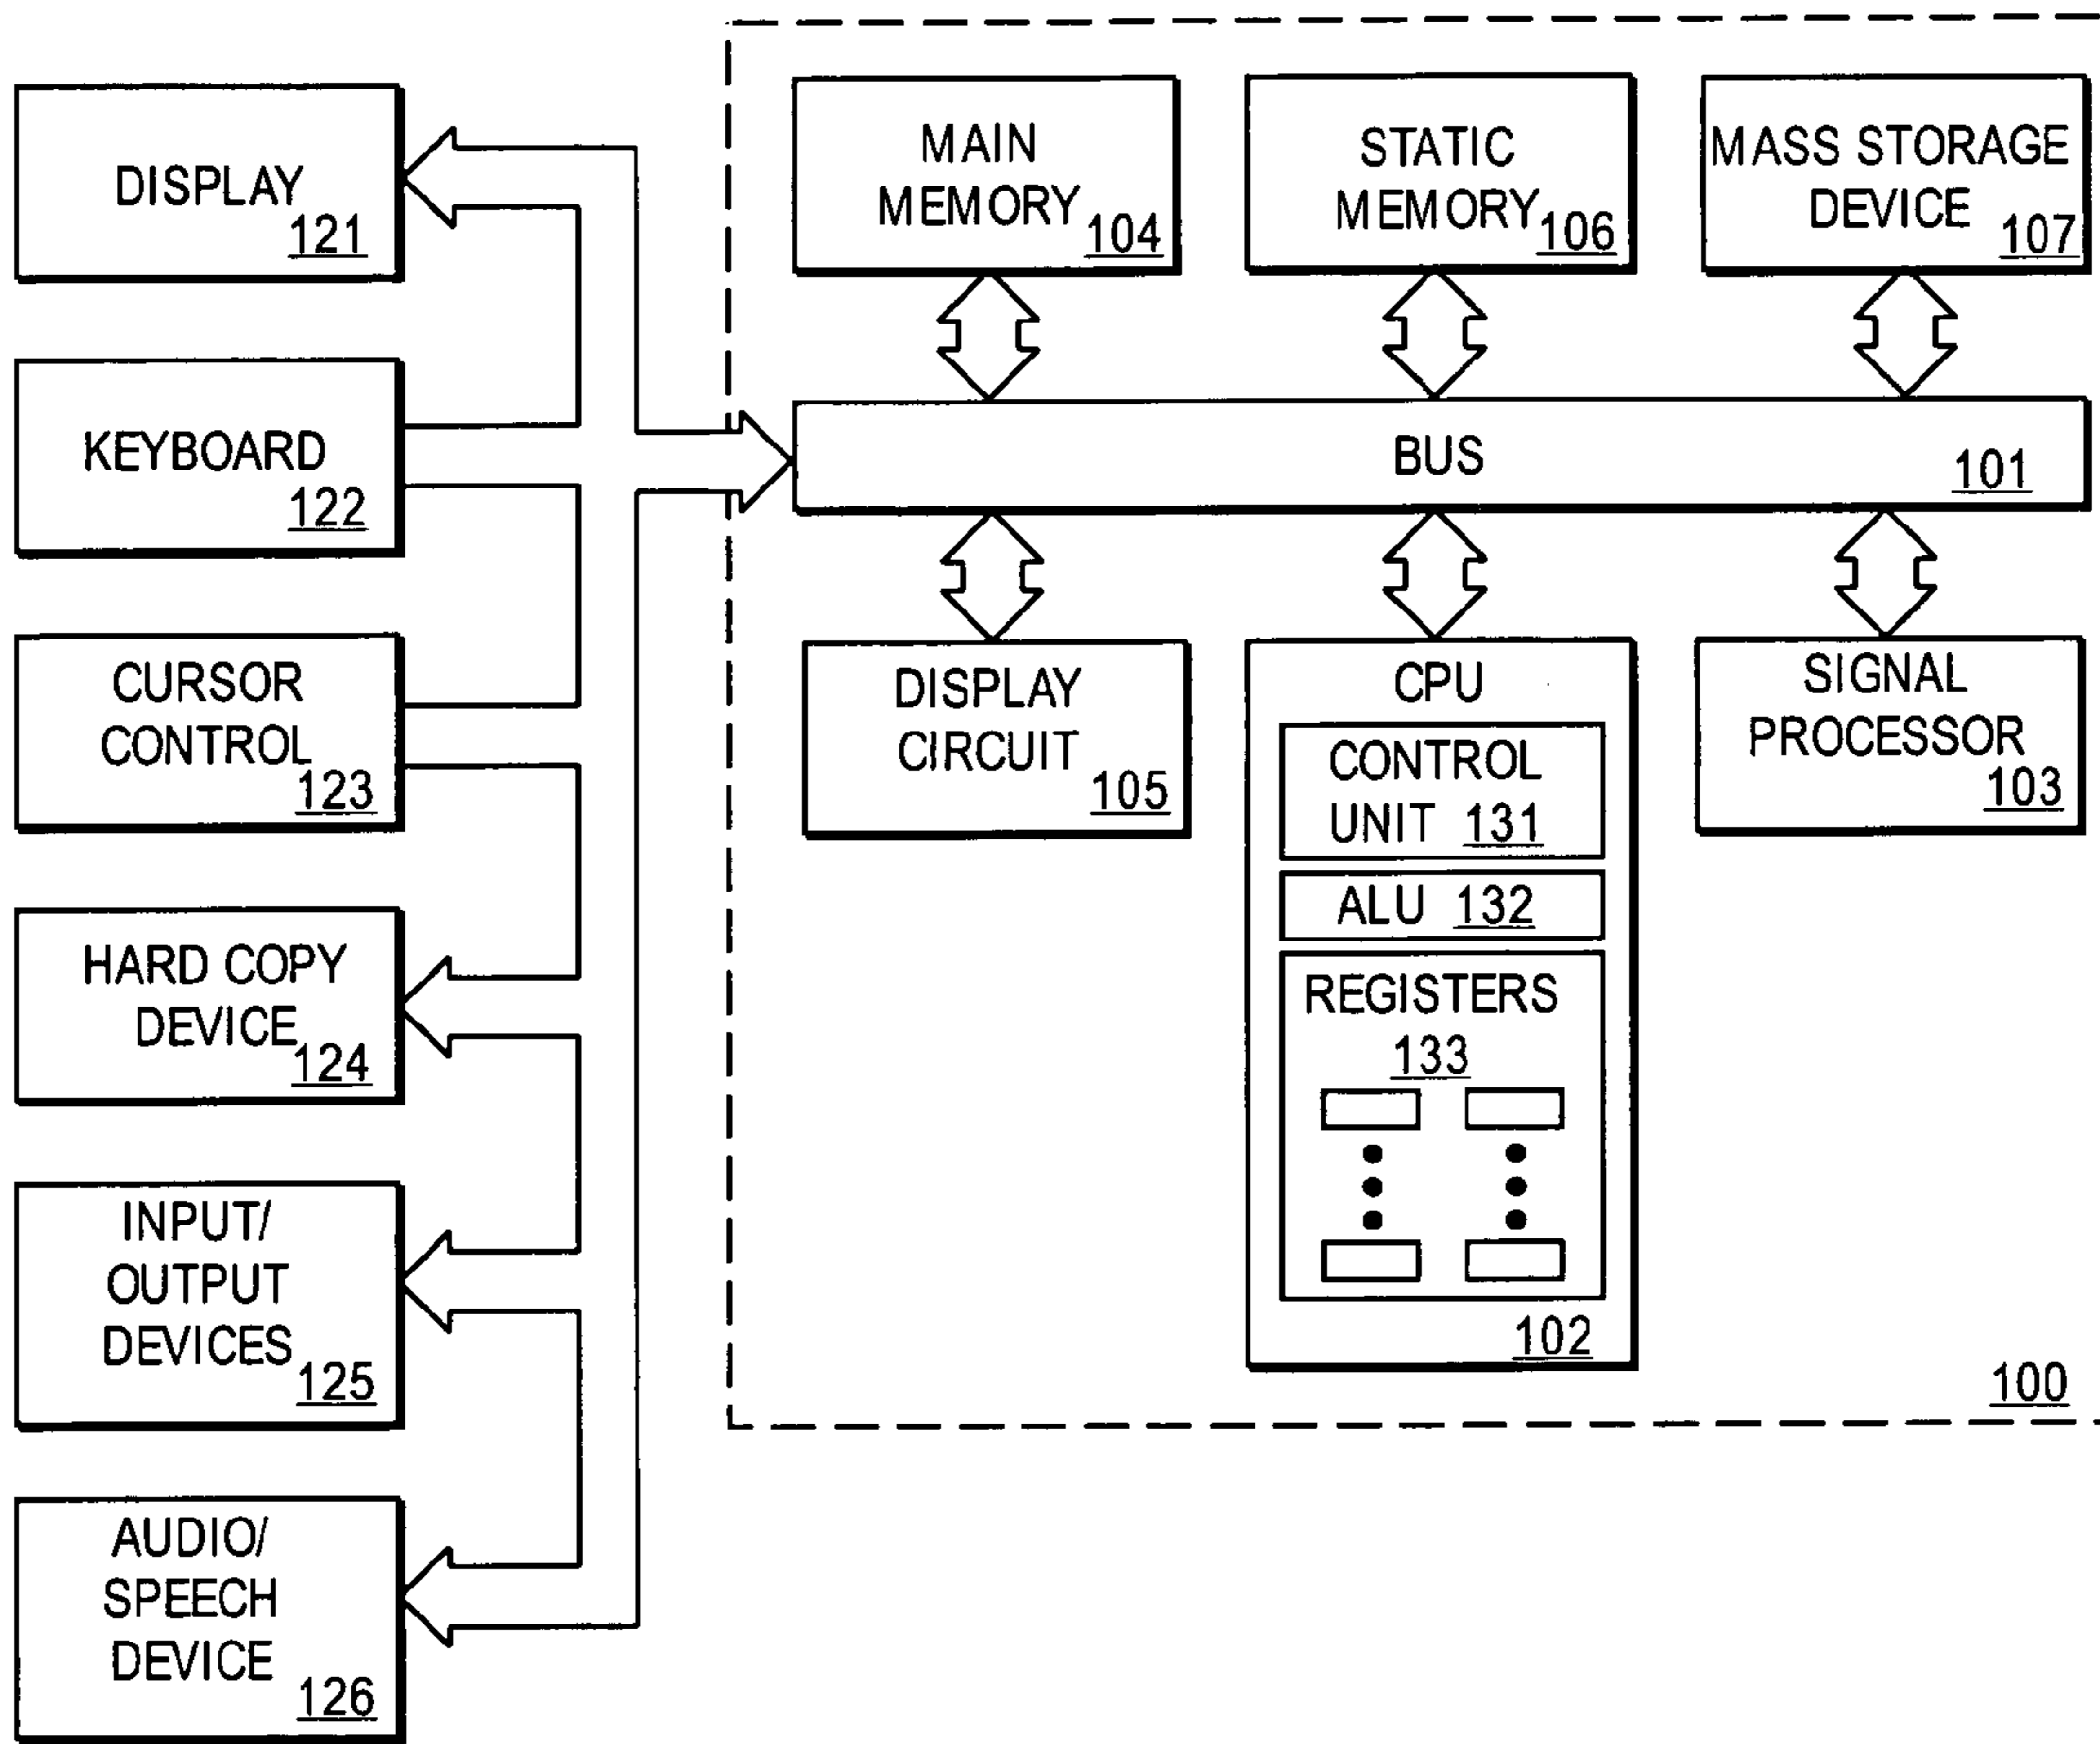 DISPLAY
121
KEYBOARD
122
CURSOR
CONTROL
123
HARD COPY
DEVICE
124
INPUT/
OUTPUT
DEVICES
125
AUDIO/
SPEECH
DEVICE
126
MAIN
MEMORY
104
STATIC
MEMORY
106
MASS STORAGE
DEVICE
107
BUS
101
DISPLAY
CIRCUIT
105
CPU
CONTROL
UNIT 131
ALU 132
REGISTERS
133
102
SIGNAL
PROCESSOR
103
100